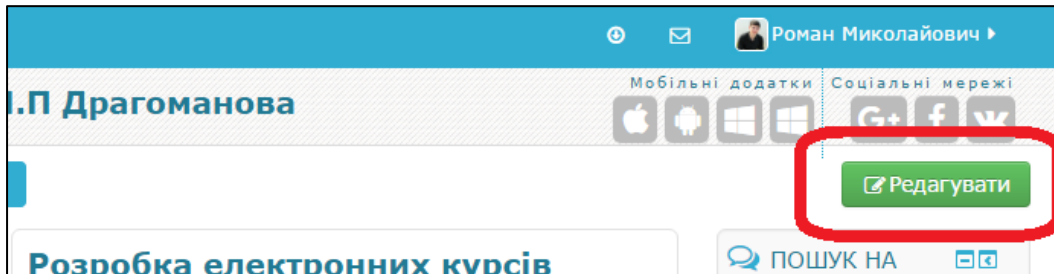 Роман Миколайович
Мобільні додатки
Соціальні мережі
.П Драгоманова
G+ f
Редагувати
Розробка електронних курсів
ПОШУК НА